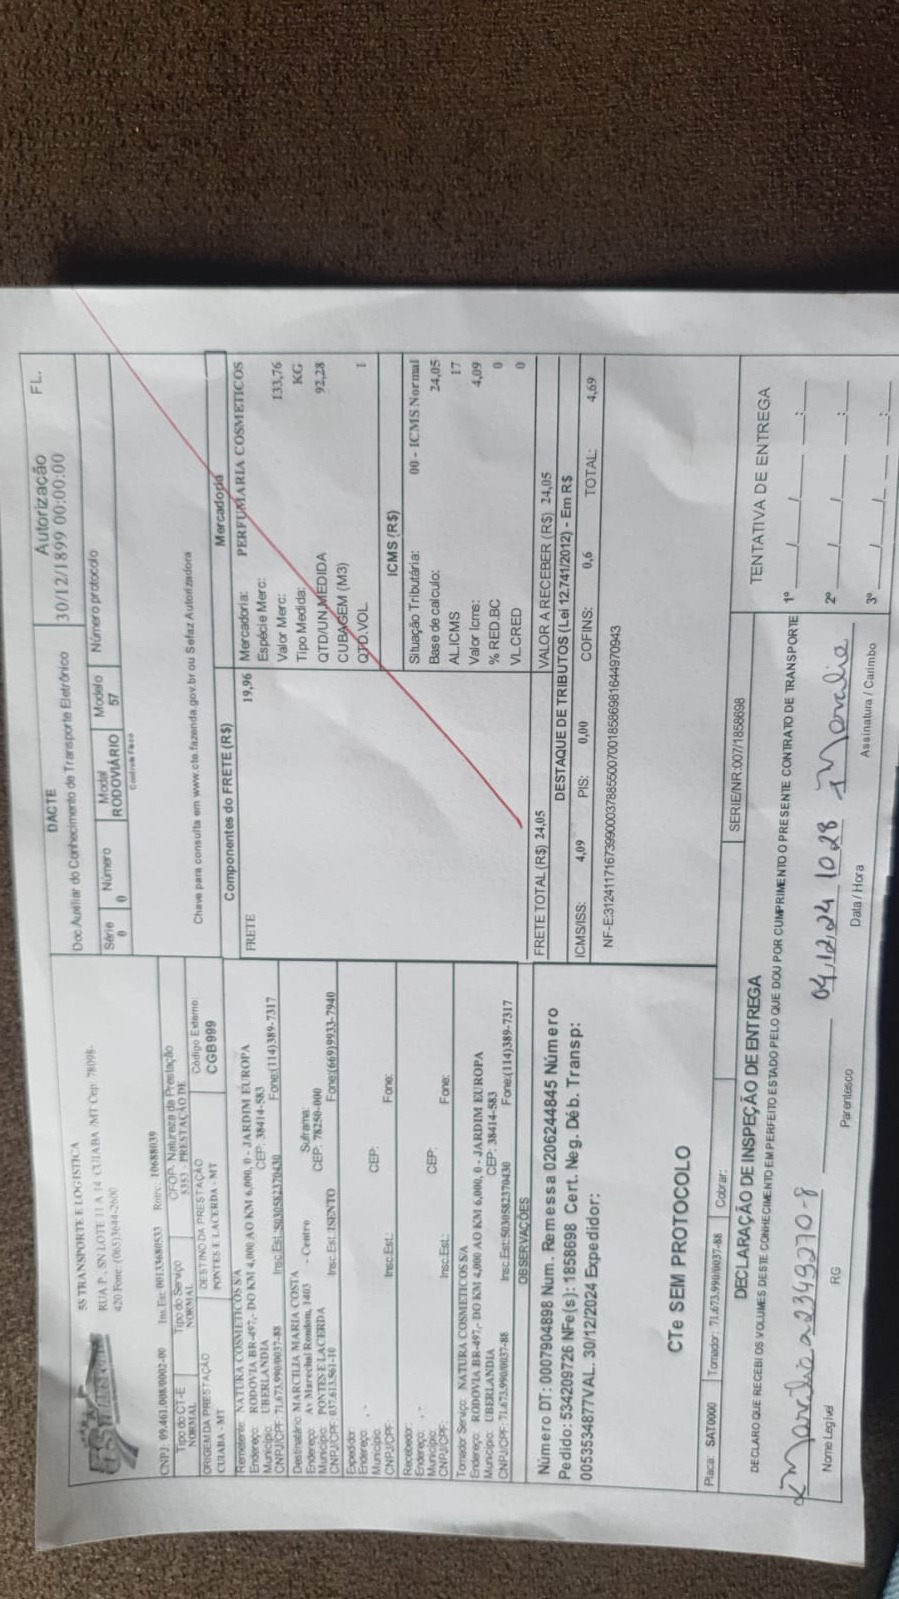 5S TRANSPORTE E LOGISTICA
RUA P , SN LOTE 11 A 14 CUIABA /MT Cep: 78098-
420 Fone: (065)3644-2600
CNPJ: 09.461.008/0002-00 Ins.Est:00133680533 Rntrc: 10688039
Tipo do CT-E Tipo do Serviço CFOP- Natureza da Prestação
NORMAL NORMAL 5353 - PRESTAÇÃO DE
ORIGEM DA PRESTAÇÃO DESTINO DA PRESTAÇÃO Código Externo:
CUIABA - MT PONTES E LACERDA - MT CGB999
DACTE
Doc.Auxiliar do Conhecimento de Transporte Eletrônico
Autorização FL.
30/12/1899 00:00:00
Série Número Modal Modelo Número protocolo
0 0 RODOVIÁRIO 57
Controle Fisco
Chave para consulta em www.cte.fazenda.gov.br ou Sefaz Autorizadora
Remetente: NATURA COSMETICOS S/A
Endereço: RODOVIA BR-497,- DO KM 4,000 AO KM 6,000, 0 - JARDIM EUROPA
Município: UBERLANDIA CEP: 38414-583
CNPJ/CPF: 71.673.990/0037-88 Insc.Est.:5030582370430 Fone:(114)389-7317
Destinatário: MARCILIA MARIA COSTA
Endereço: Av Marechal Rondom, 1403 - Centro Suframa:
Município: PONTES E LACERDA CEP: 78250-000
CNPJ/CPF: 037.613.561-10 Insc.Est:ISENTO Fone:(669)9933-7940
Expedidor:
Endereço: , -
Município: CEP:
CNPJ/CPF: Insc.Est.: Fone:
Recebedor:
Endereço: , -
Município: CEP:
CNPJ/CPF: Insc.Est.: Fone:
Tomador Serviço: NATURA COSMETICOS S/A
Endereço: RODOVIA BR-497,- DO KM 4,000 AO KM 6,000, 0 - JARDIM EUROPA
Município: UBERLANDIA CEP: 38414-583
CNPJ/CPF: 71.673.990/0037-88 Insc.Est:5030582370430 Fone:(114)389-7317
Componentes do FRETE (R$)
FRETE 19,96
FRETE TOTAL (R$) 24,05
Mercadoria
Mercadoria: PERFUMARIA COSMETICOS
Espécie Merc:
Valor Merc: 133,76
Tipo Medida: KG
QTD/UN.MEDIDA 92,28
CUBAGEM (M3)
QTD.VOL. 1
ICMS (R$)
Situação Tributária: 00 - ICMS Normal
Base de calculo: 24,05
AL.ICMS 17
Valor Icms: 4,09
% RED.BC 0
VL.CRED 0
VALOR A RECEBER (R$) 24,05
OBSERVAÇÕES
Número DT: 0007904898 Num. Remessa 0206244845 Número
Pedido: 534209726 NFe(s): 1858698 Cert. Neg. Déb. Transp:
0053534877VAL. 30/12/2024 Expedidor:
CTe SEM PROTOCOLO
DESTAQUE DE TRIBUTOS (Lei 12.741/2012) - Em R$
ICMS/ISS: 4,09 PIS: 0,00 COFINS: 0,6 TOTAL: 4,69
Placa: SAT0000 Tomador: 71.673.990/0037-88 Cobrar:
SERIE/NR:007/1858698
DECLARAÇÃO DE INSPEÇÃO DE ENTREGA
DECLARO QUE RECEBI OS VOLUMES DESTE CONHECIMENTO EM PERFEITO ESTADO PELO QUE DOU POR CUMPRIMENTO O PRESENTE CONTRATO DE TRANSPORTE
2349270-8 04,12,24 10 28
Nome Legível RG Parentesco Data / Hora Assinatura / Carimbo
TENTATIVA DE ENTREGA
1º ___/___/___ __:__
2º ___/___/___ __:__
3º ___/___/___ __:__